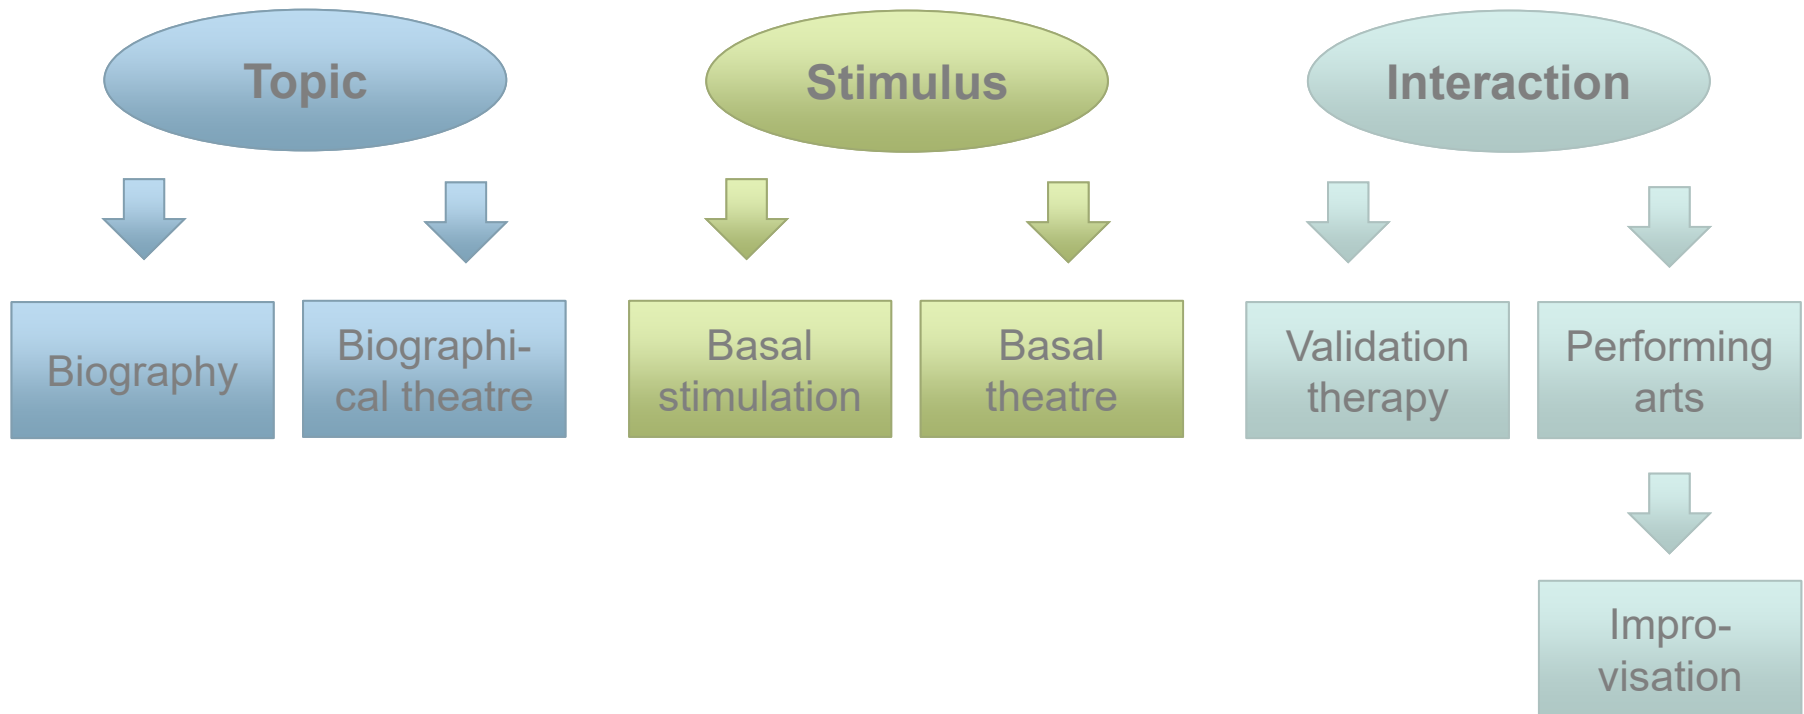 Topic
Stimulus
Interaction
Biography
Biographi-
cal theatre
Basal
stimulation
Basal
theatre
Validation
therapy
Performing
arts
Impro-
visation